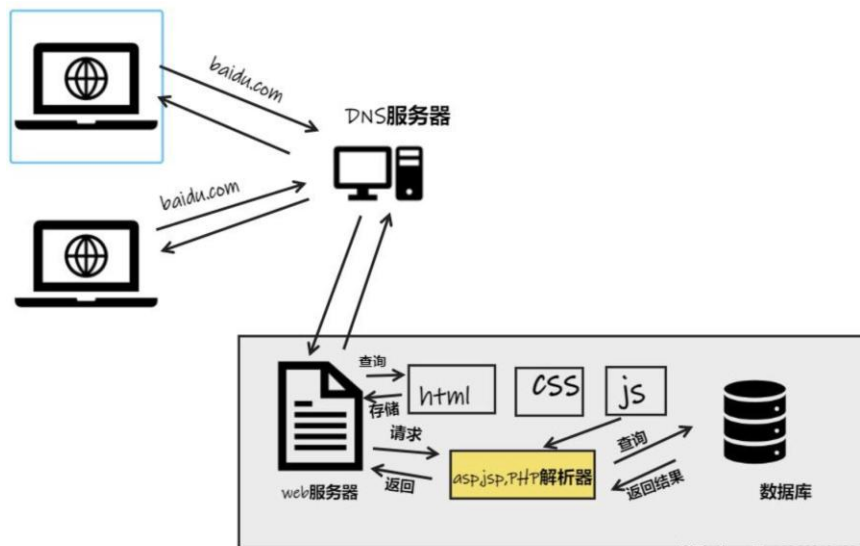 baidu.com
DNS服务器
baidu.com
查询
html
css
js
存储
请求
查询
asp,jsp,PHP解析器
返回
返回结果
web服务器
数据库